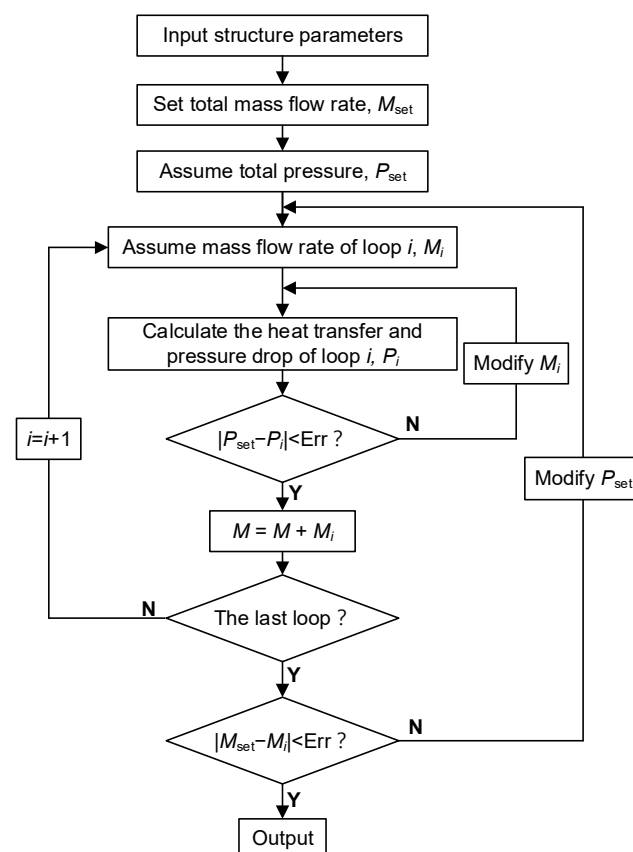 Input structure parameters
Set total mass flow rate, Mset
Assume total pressure, Pset
Assume mass flow rate of loop i, Mi
Calculate the heat transfer and
pressure drop of loop i, Pi
Modify Mi
|Pset−Pi|<Err ?
N
i=i+1
Y
Modify Pset
M = M + Mi
N
The last loop ?
Y
|Mset−Mi|<Err ?
N
Y
Output